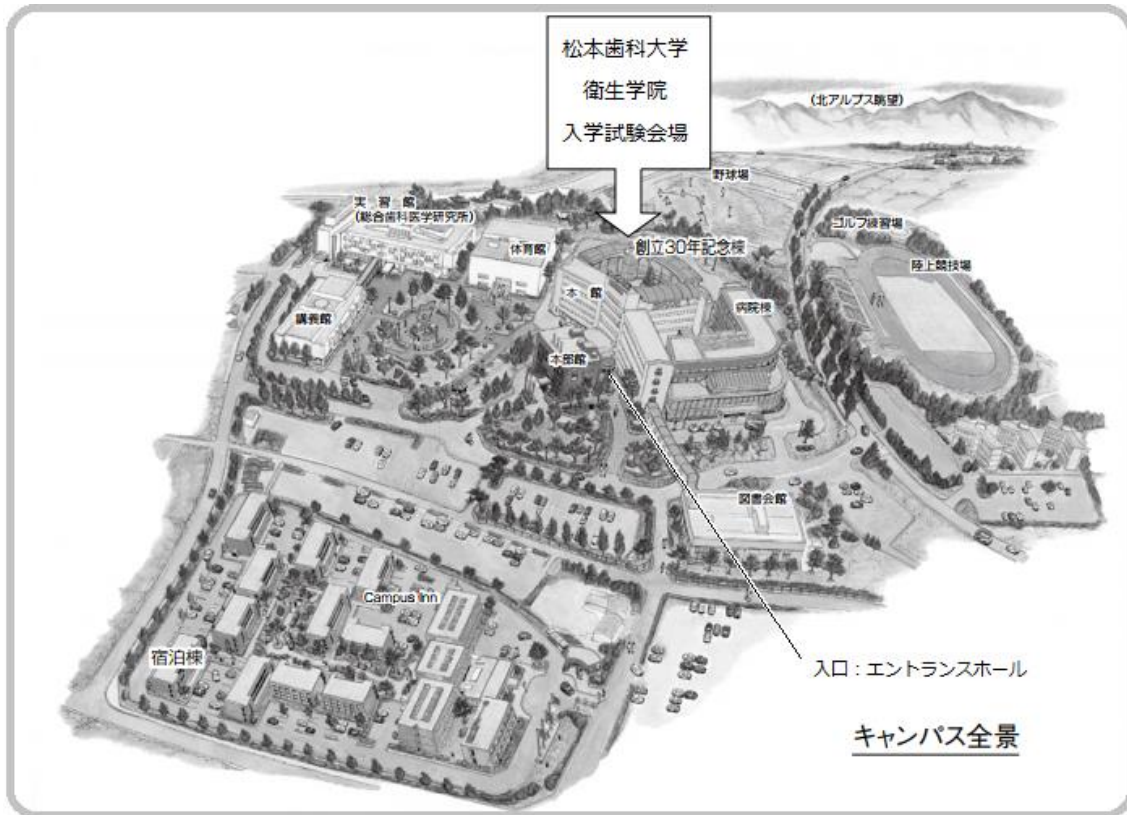 松本歯科大学
衛生学院
入学試験会場
(北アルプス眺望)
野球場
実習館
(総合歯科医学研究所)
体育館
創立30年記念棟
ゴルフ練習場
陸上競技場
本館
病院棟
講義館
本部館
図書会館
Campus Inn
宿泊棟
入口:エントランスホール
キャンパス全景